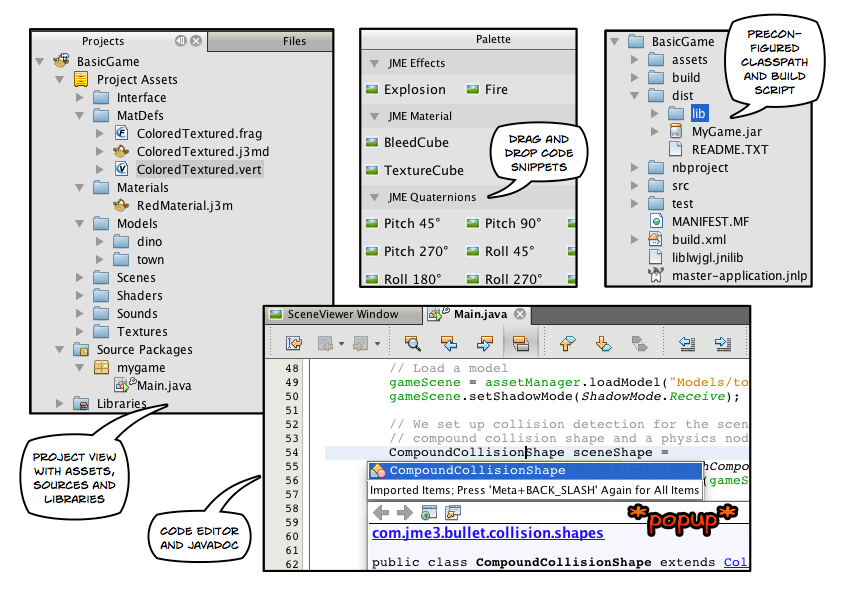 Projects
Files
BasicGame
Project Assets
Interface
MatDefs
ColoredTextured.frag
ColoredTextured.j3md
ColoredTextured.vert
Materials
RedMaterial.j3m
Models
dino
town
Scenes
Shaders
Sounds
Textures
Source Packages
mygame
Main.java
Libraries
PROJECT VIEW
WITH ASSETS,
SOURCES AND
LIBRARIES
Palette
JME Effects
Explosion Fire
JME Material
BleedCube
TextureCube
JME Quaternions
Pitch 45° Pitch 90°
Pitch 270° Roll 45°
Roll 180° Roll 270°
DRAG AND
DROP CODE
SNIPPETS
BasicGame
assets
build
dist
lib
MyGame.jar
README.TXT
nbproject
src
test
MANIFEST.MF
build.xml
liblwjgl.jnilib
master-application.jnlp
PRECON-
FIGURED
CLASSPATH
AND BUILD
SCRIPT
SceneViewer Window
Main.java
48 // Load a model
49 gameScene = assetManager.loadModel("Models/to
50 gameScene.setShadowMode(ShadowMode.Receive);
51
52 // We set up collision detection for the scen
53 // compound collision shape and a physics nod
54 CompoundCollisionShape sceneShape =
55 hCompo
56 (gameS
57
58
59
60
61
62
CompoundCollisionShape
Imported Items; Press 'Meta+BACK_SLASH' Again for All Items
*popup*
com.jme3.bullet.collision.shapes
public class CompoundCollisionShape extends Col
CODE EDITOR
AND JAVADOC